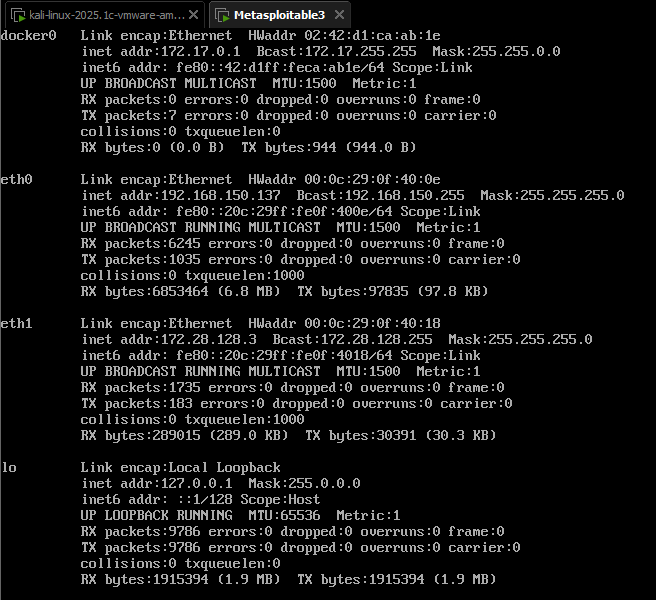 kali-linux-2025.1c-vmware-am...
Metasploitable3
docker0 Link encap:Ethernet HWaddr 02:42:d1:ca:ab:1e
inet addr:172.17.0.1 Bcast:172.17.255.255 Mask:255.255.0.0
inet6 addr: fe80::42:d1ff:feca:ab1e/64 Scope:Link
UP BROADCAST MULTICAST MTU:1500 Metric:1
RX packets:0 errors:0 dropped:0 overruns:0 frame:0
TX packets:7 errors:0 dropped:0 overruns:0 carrier:0
collisions:0 txqueuelen:0
RX bytes:0 (0.0 B) TX bytes:944 (944.0 B)
eth0 Link encap:Ethernet HWaddr 00:0c:29:0f:40:0e
inet addr:192.168.150.137 Bcast:192.168.150.255 Mask:255.255.255.0
inet6 addr: fe80::20c:29ff:fe0f:400e/64 Scope:Link
UP BROADCAST RUNNING MULTICAST MTU:1500 Metric:1
RX packets:6245 errors:0 dropped:0 overruns:0 frame:0
TX packets:1035 errors:0 dropped:0 overruns:0 carrier:0
collisions:0 txqueuelen:1000
RX bytes:6853464 (6.8 MB) TX bytes:97835 (97.8 KB)
eth1 Link encap:Ethernet HWaddr 00:0c:29:0f:40:18
inet addr:172.28.128.3 Bcast:172.28.128.255 Mask:255.255.255.0
inet6 addr: fe80::20c:29ff:fe0f:4018/64 Scope:Link
UP BROADCAST RUNNING MULTICAST MTU:1500 Metric:1
RX packets:1735 errors:0 dropped:0 overruns:0 frame:0
TX packets:183 errors:0 dropped:0 overruns:0 carrier:0
collisions:0 txqueuelen:1000
RX bytes:289015 (289.0 KB) TX bytes:30391 (30.3 KB)
lo Link encap:Local Loopback
inet addr:127.0.0.1 Mask:255.0.0.0
inet6 addr: ::1/128 Scope:Host
UP LOOPBACK RUNNING MTU:65536 Metric:1
RX packets:9786 errors:0 dropped:0 overruns:0 frame:0
TX packets:9786 errors:0 dropped:0 overruns:0 carrier:0
collisions:0 txqueuelen:0
RX bytes:1915394 (1.9 MB) TX bytes:1915394 (1.9 MB)